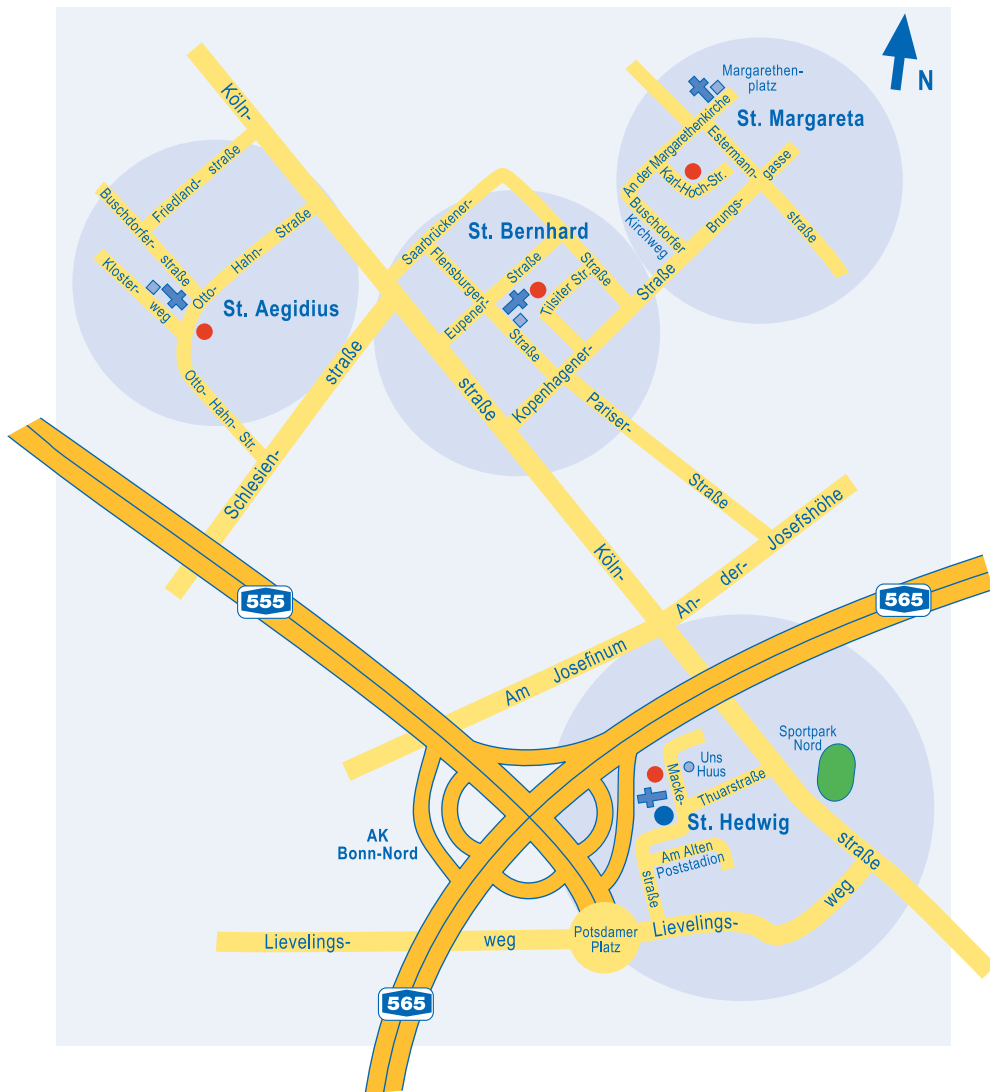 Köln-
straße
Köln-
straße
N
Margarethen-
platz
St. Margareta
An der Margarethenkirche
Estermann-
straße
Karl-Hoch-Str.
Buschdorfer
Kirchweg
Brungs-
gasse
Friedland-
straße
Buschdorfer-
straße
Kloster-
weg
Otto-
Hahn-
Straße
St. Aegidius
Otto-
Hahn-
Str.
Saarbrückener-
Straße
St. Bernhard
Flensburger-
Straße
Eupener-
Straße
Tilsiter Str.
Kopenhagener-
Straße
Pariser-
Straße
Schlesien-
straße
An-
der-
Josefshöhe
Am Josefinum
555
565
Sportpark
Nord
Uns
Huus
Macke-
straße
Thuarstraße
St. Hedwig
Am Alten
Poststadion
AK
Bonn-Nord
Lievelings-
weg
Potsdamer
Platz
Lievelings-
weg
565